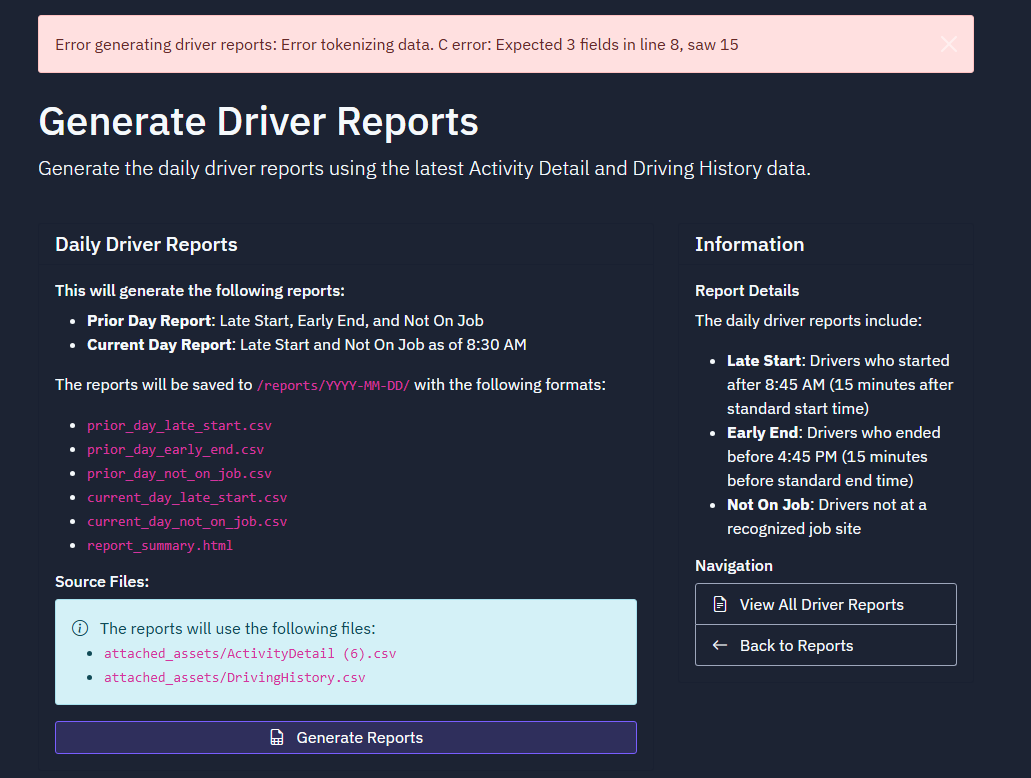 Error generating driver reports: Error tokenizing data. C error: Expected 3 fields in line 8, saw 15
Generate Driver Reports
Generate the daily driver reports using the latest Activity Detail and Driving History data.
Daily Driver Reports
This will generate the following reports:
Prior Day Report: Late Start, Early End, and Not On Job
Current Day Report: Late Start and Not On Job as of 8:30 AM
The reports will be saved to /reports/YYYY-MM-DD/ with the following formats:
prior_day_late_start.csv
prior_day_early_end.csv
prior_day_not_on_job.csv
current_day_late_start.csv
current_day_not_on_job.csv
report_summary.html
Source Files:
The reports will use the following files:
attached_assets/ActivityDetail (6).csv
attached_assets/DrivingHistory.csv
Generate Reports
Information
Report Details
The daily driver reports include:
Late Start: Drivers who started
after 8:45 AM (15 minutes after
standard start time)
Early End: Drivers who ended
before 4:45 PM (15 minutes
before standard end time)
Not On Job: Drivers not at a
recognized job site
Navigation
View All Driver Reports
Back to Reports